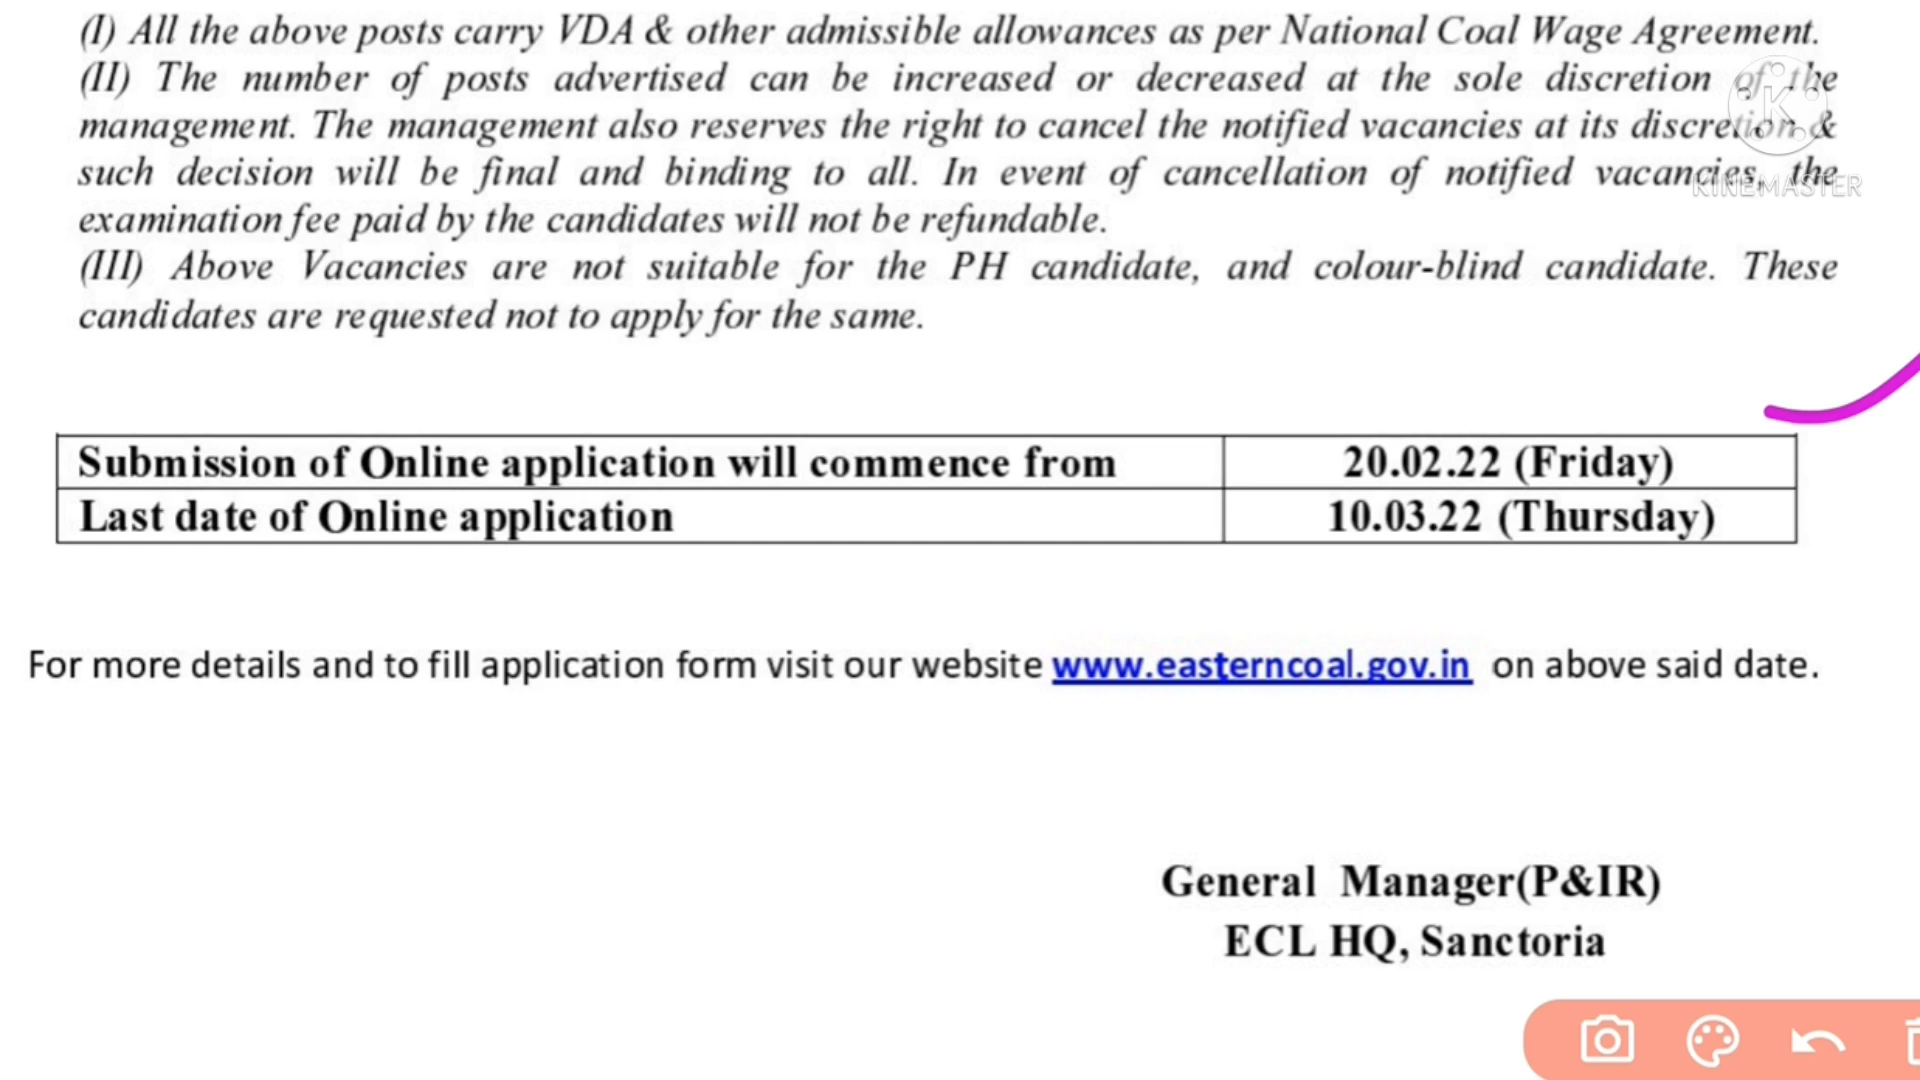 (I) All the above posts carry VDA & other admissible allowances as per National Coal Wage Agreement.
(II) The number of posts advertised can be increased or decreased at the sole discretion of the
management. The management also reserves the right to cancel the notified vacancies at its discretion &
such decision will be final and binding to all. In event of cancellation of notified vacancies, the
examination fee paid by the candidates will not be refundable.
(III) Above Vacancies are not suitable for the PH candidate, and colour-blind candidate. These
candidates are requested not to apply for the same.
K
KINEMASTER
Submission of Online application will commence from 20.02.22 (Friday)
Last date of Online application 10.03.22 (Thursday)
For more details and to fill application form visit our website www.easterncoal.gov.in on above said date.
General Manager(P&IR)
ECL HQ, Sanctoria